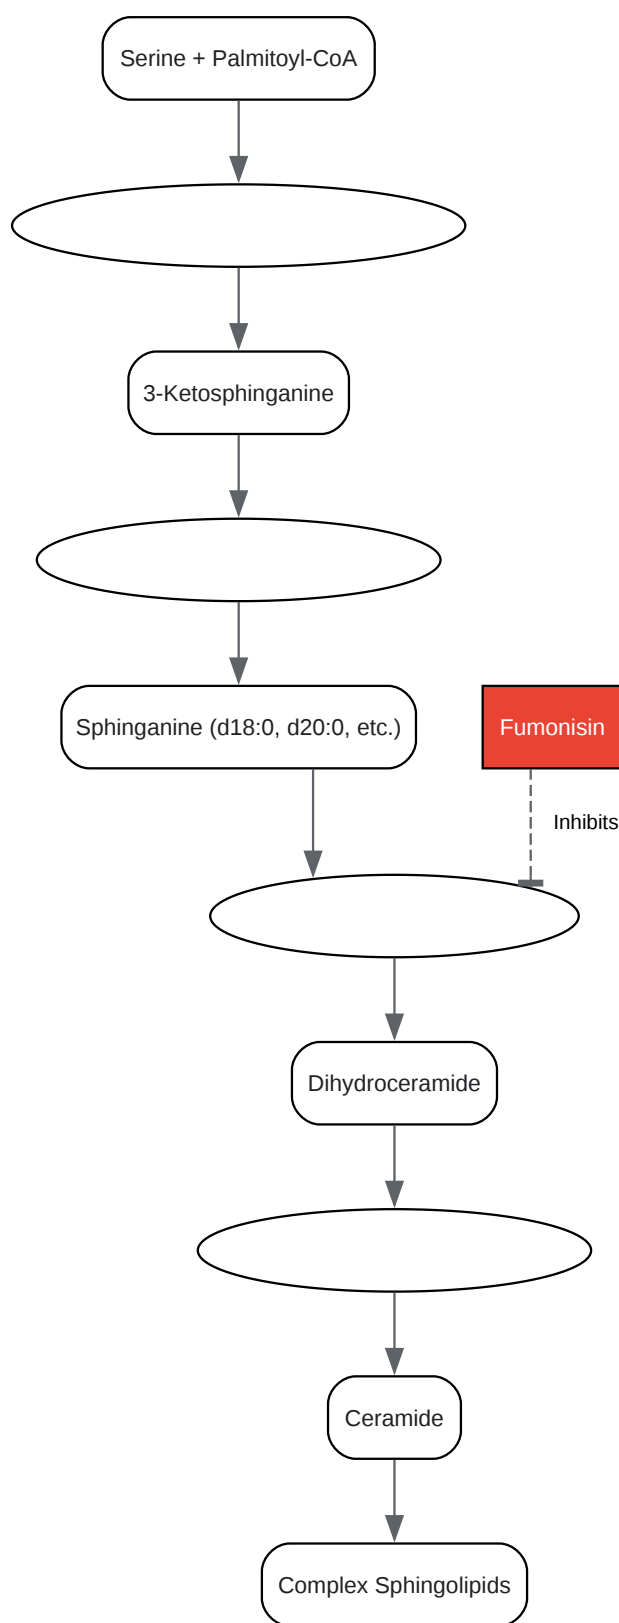 Serine + Palmitoyl-CoA
3-Ketosphinganine
Sphinganine (d18:0, d20:0, etc.)
Fumonisin
Inhibits
Dihydroceramide
Ceramide
Complex Sphingolipids